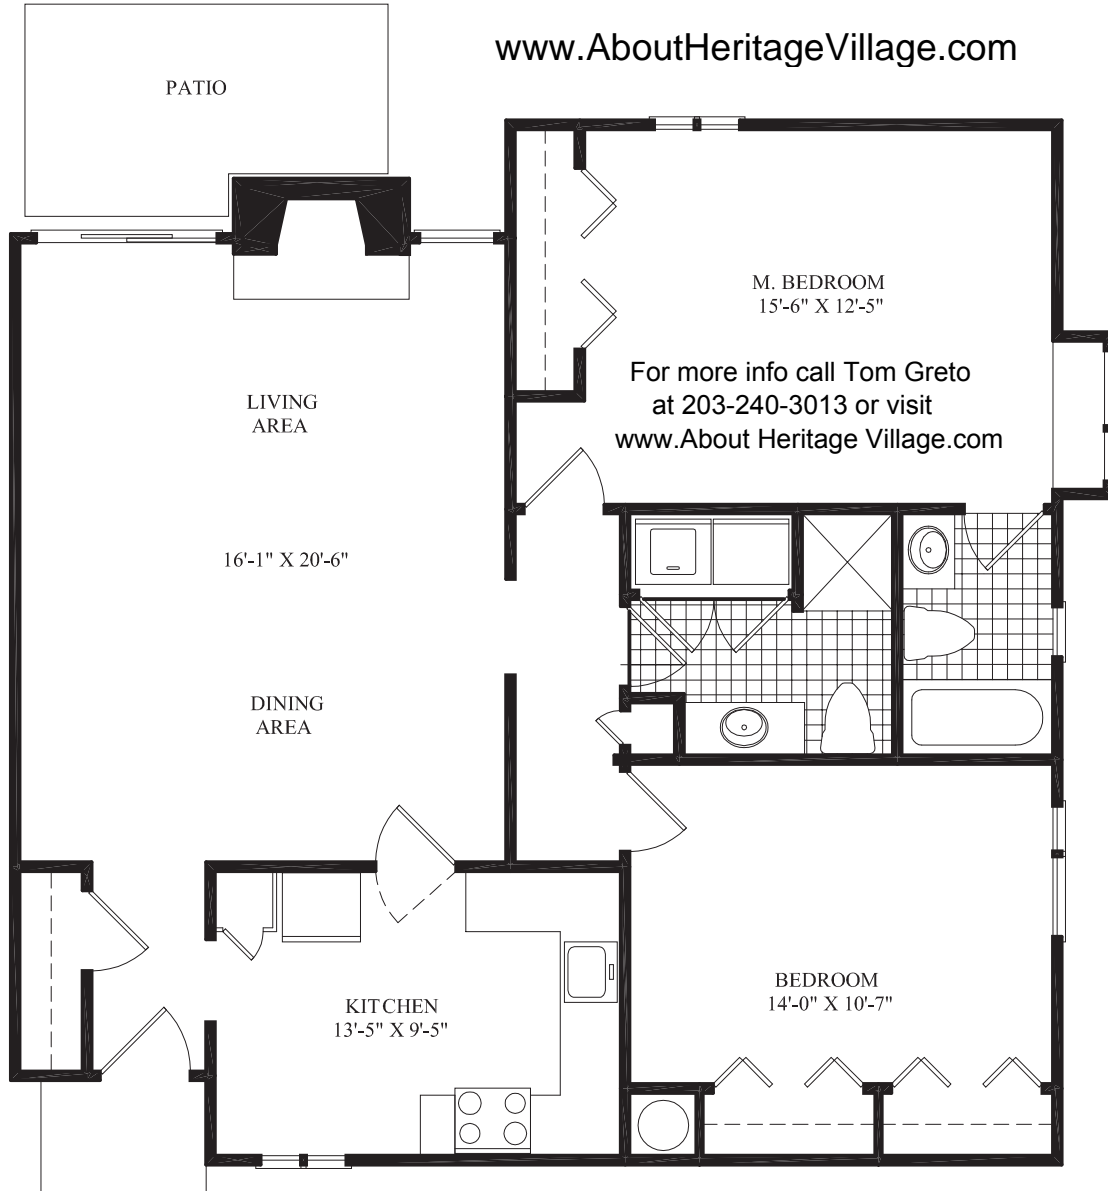 www.AboutHeritageVillage.com
PATIO
M. BEDROOM
15'-6" X 12'-5"
For more info call Tom Greto
at 203-240-3013 or visit
www.About Heritage Village.com
LIVING
AREA
16'-1" X 20'-6"
DINING
AREA
KITCHEN
13'-5" X 9'-5"
BEDROOM
14'-0" X 10'-7"